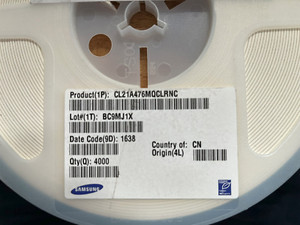 Product(1P): CL21A476MQCLRNC
Lot#(1T): BC9MJ1X
Date Code(9D): 1638
Country of: CN
Origin(4L)
Qty(Q): 4000
SAMSUNG